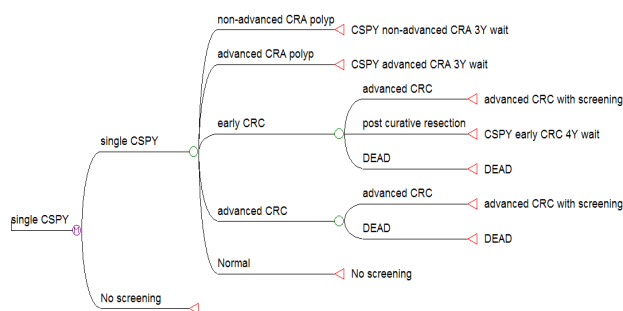 non-advanced CRA polyp
CSPY non-advanced CRA 3Y wait
advanced CRA polyp
CSPY advanced CRA 3Y wait
advanced CRC
advanced CRC with screening
early CRC
post curative resection
CSPY early CRC 4Y wait
single CSPY
DEAD
DEAD
advanced CRC
advanced CRC with screening
advanced CRC
single CSPY
M
DEAD
DEAD
Normal
No screening
No screening